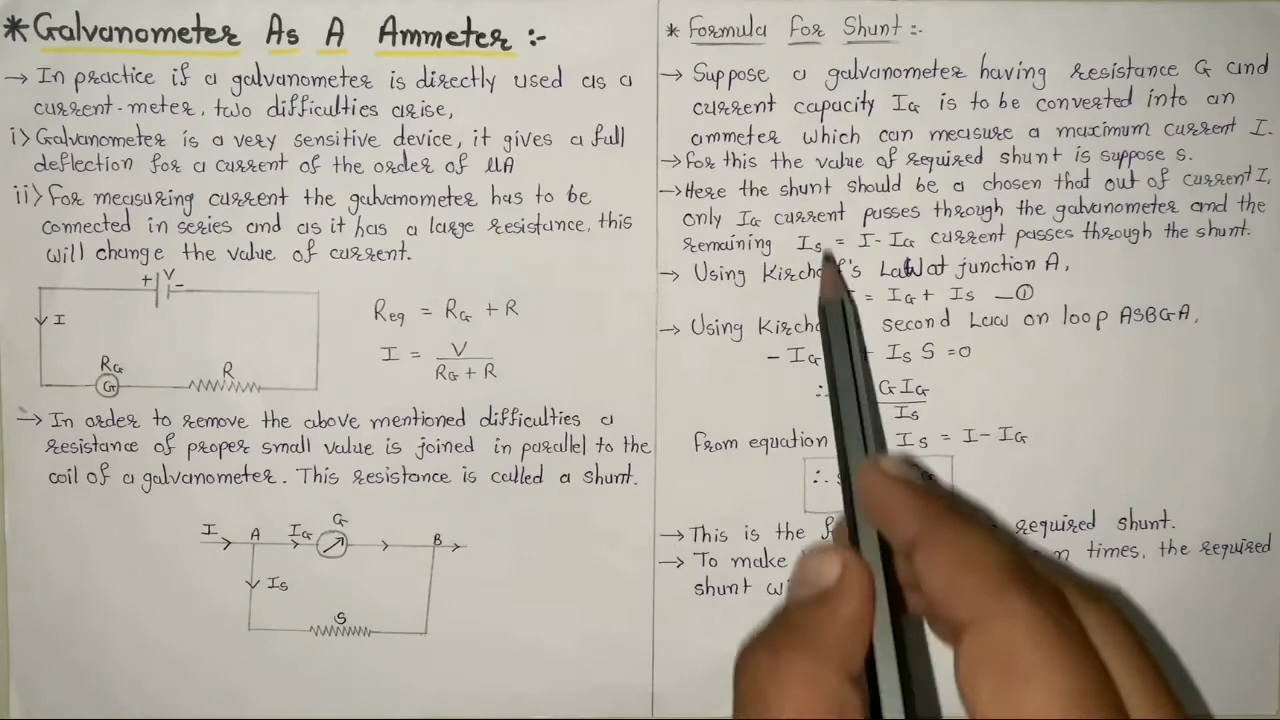 *Galvanometer As A Ammeter :-
→ In practice if a galvanometer is directly used as a
current-meter, two difficulties arise,
i) Galvanometer is a very sensitive device, it gives a full
deflection for a current of the order of μA
ii) For measuring current the galvanometer has to be
connected in series and as it has a large resistance, this
will change the value of current.
+ V -
I
RG
G
R
Req = RG + R
I = V / RG + R
→ In order to remove the above mentioned difficulties a
resistance of proper small value is joined in parallel to the
coil of a galvanometer. This resistance is called a shunt.
I A IG G B
IS
S
* Formula For Shunt :-
→ Suppose a galvanometer having resistance G and
current capacity IG is to be converted into an
ammeter which can measure a maximum current I.
→ For this the value of required shunt is suppose s.
→ Here the shunt should be a chosen that out of current I,
only IG current passes through the galvanometer and the
remaining Is = I - IG current passes through the shunt.
→ Using Law at junction A,
= IG + Is —①
→ Using second Law on loop ASBGA,
- IG + Is S = 0
∴ GIG / Is
From equation Is = I - IG
∴
→ This is the required shunt.
→ To make n times, the required
shunt